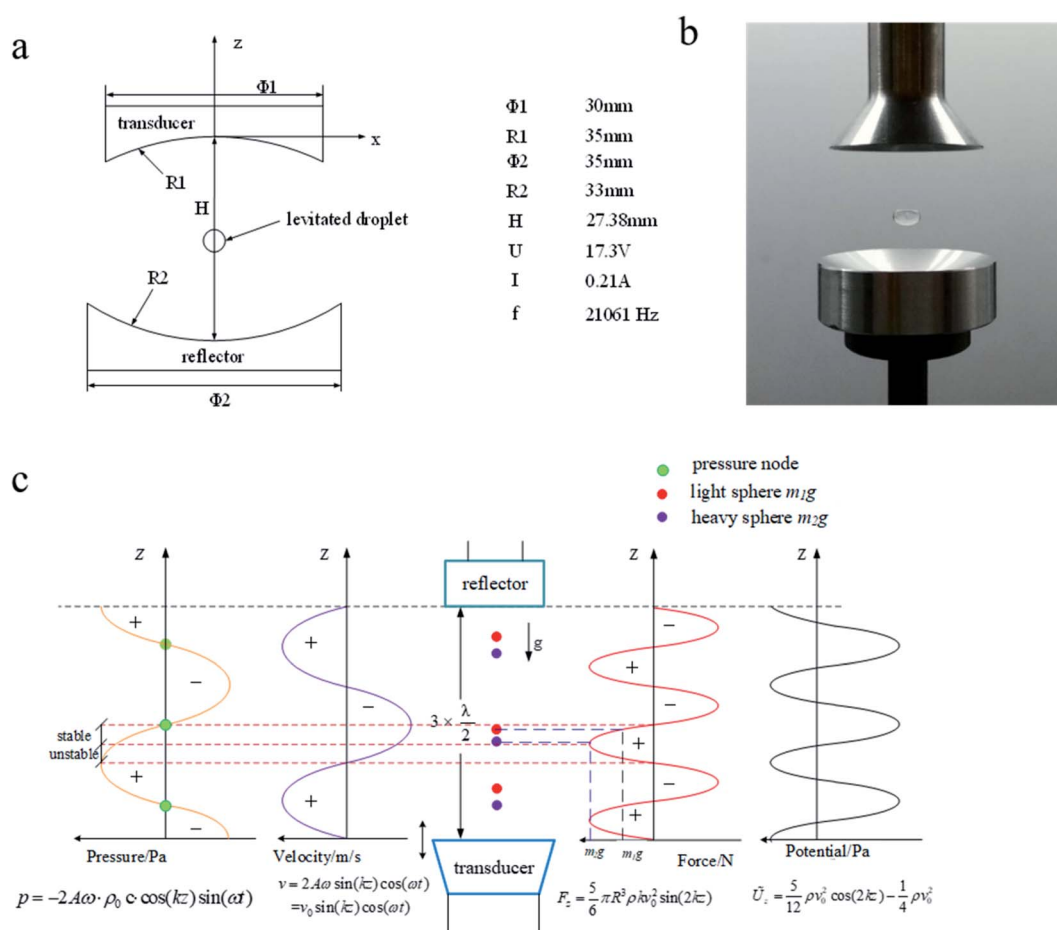 a
z
Φ1
transducer
x
R1
H
levitated droplet
R2
reflector
Φ2
Φ1 30mm
R1 35mm
Φ2 35mm
R2 33mm
H 27.38mm
U 17.3V
I 0.21A
f 21061 Hz
b
c
pressure node
light sphere m₁g
heavy sphere m₂g
Z
Z
Z
Z
reflector
g
+
−
+
−
stable
unstable
+
−
+
3 × λ/2
−
+
−
+
−
+
Pressure/Pa
Velocity/m/s
transducer
m₂g
m₁g
Force/N
Potential/Pa
p = −2Aω·ρ₀ c·cos(kz)sin(ωt)
v = 2Aω sin(kz)cos(ωt)
=v₀ sin(kz)cos(ωt)
F_z = 5/6 πR³ρkv₀² sin(2kz)
Ũ_z = 5/12 ρv₀² cos(2kz) − 1/4 ρv₀²